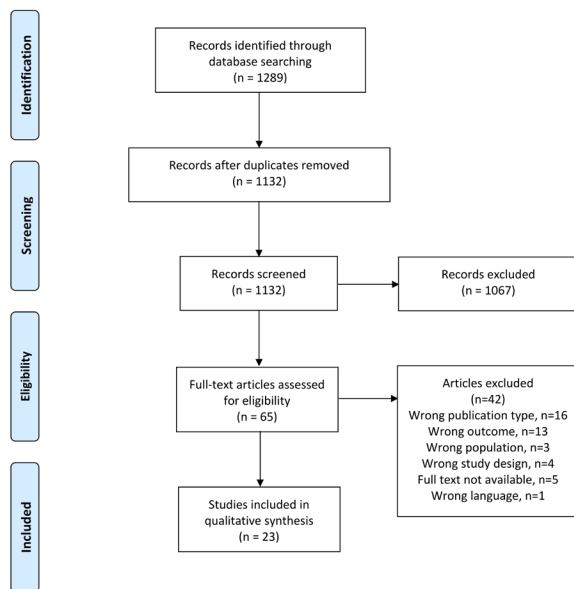 Identification
Records identified through
database searching
(n = 1289)
Records after duplicates removed
(n = 1132)
Screening
Records screened
(n = 1132)
Records excluded
(n = 1067)
Eligibility
Full-text articles assessed
for eligibility
(n = 65)
Articles excluded
(n=42)
Wrong publication type, n=16
Wrong outcome, n=13
Wrong population, n=3
Wrong study design, n=4
Full text not available, n=5
Wrong language, n=1
Included
Studies included in
qualitative synthesis
(n = 23)